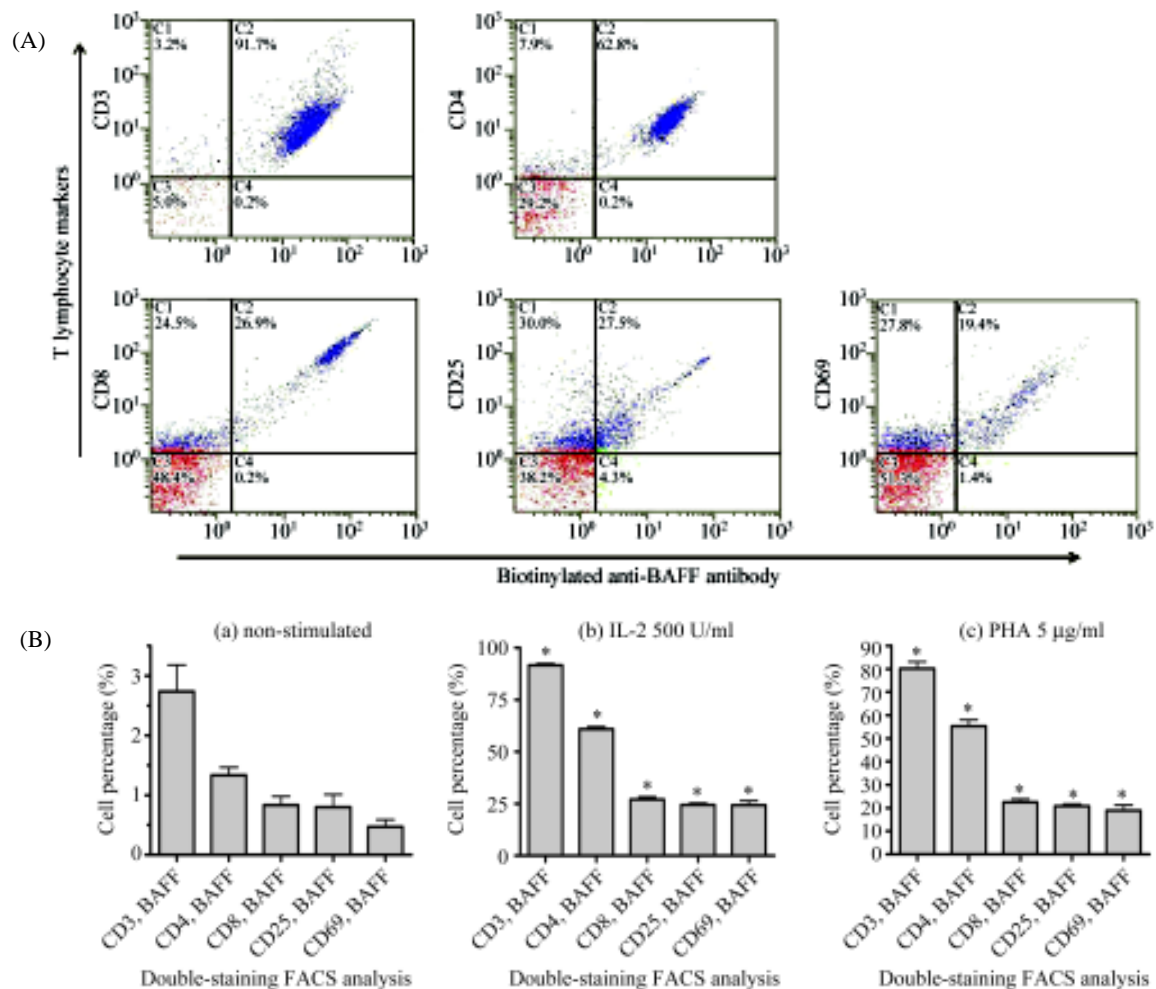 (A)
T lymphocyte markers
CD3
C1
3.2%
C2
91.7%
C3
5.0%
C4
0.2%
10³
10²
10¹
10⁰
10⁰ 10¹ 10² 10³
CD4
C1
7.9%
C2
62.8%
C3
29.2%
C4
0.2%
10³
10²
10¹
10⁰
10⁰ 10¹ 10² 10³
CD8
C1
24.5%
C2
26.9%
C3
48.4%
C4
0.2%
10³
10²
10¹
10⁰
10⁰ 10¹ 10² 10³
CD25
C1
30.0%
C2
27.5%
C3
38.2%
C4
4.3%
10³
10²
10¹
10⁰
10⁰ 10¹ 10² 10³
CD69
C1
27.8%
C2
19.4%
C4
1.4%
10³
10²
10¹
10⁰
10⁰ 10¹ 10² 10³
Biotinylated anti-BAFF antibody
(B)
(a) non-stimulated
Cell percentage (%)
3
2
1
0
CD3, BAFF
CD4, BAFF
CD8, BAFF
CD25, BAFF
CD69, BAFF
Double-staining FACS analysis
(b) IL-2 500 U/ml
Cell percentage (%)
100
75
50
25
0
* * * * *
CD3, BAFF
CD4, BAFF
CD8, BAFF
CD25, BAFF
CD69, BAFF
Double-staining FACS analysis
(c) PHA 5 µg/ml
Cell percentage (%)
90
80
70
60
50
40
30
20
10
0
* * * * *
CD3, BAFF
CD4, BAFF
CD8, BAFF
CD25, BAFF
CD69, BAFF
Double-staining FACS analysis